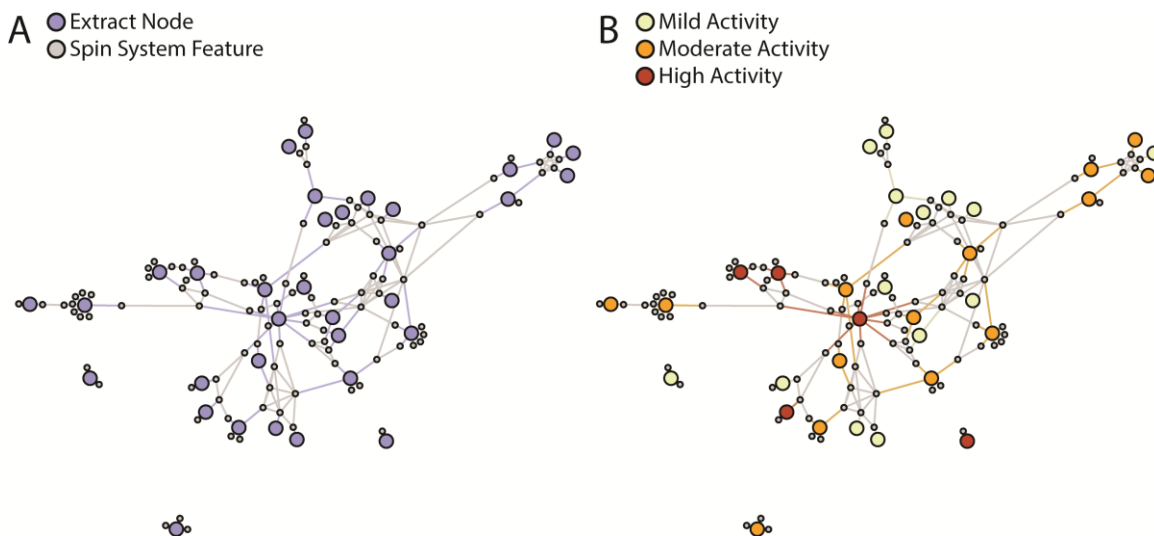 A
Extract Node
Spin System Feature
B
Mild Activity
Moderate Activity
High Activity